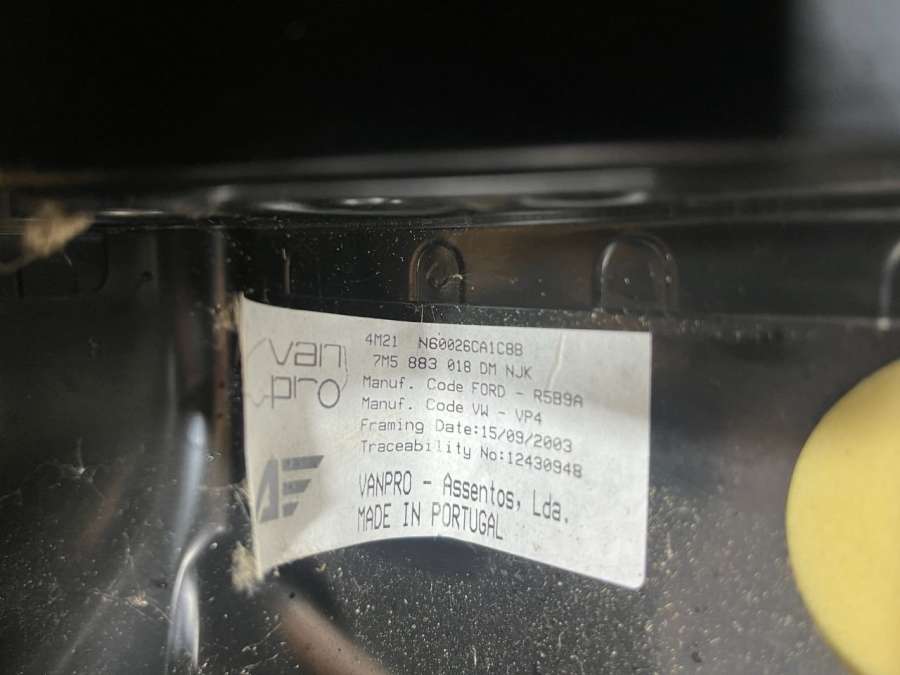 van
pro
4M21 N60026CA1C8B
7M5 883 018 DM NJK
Manuf. Code FORD - R5B9A
Manuf. Code VW - VP4
Framing Date:15/09/2003
Traceability No:12430948
AE
VANPRO - Assentos, Lda.
MADE IN PORTUGAL